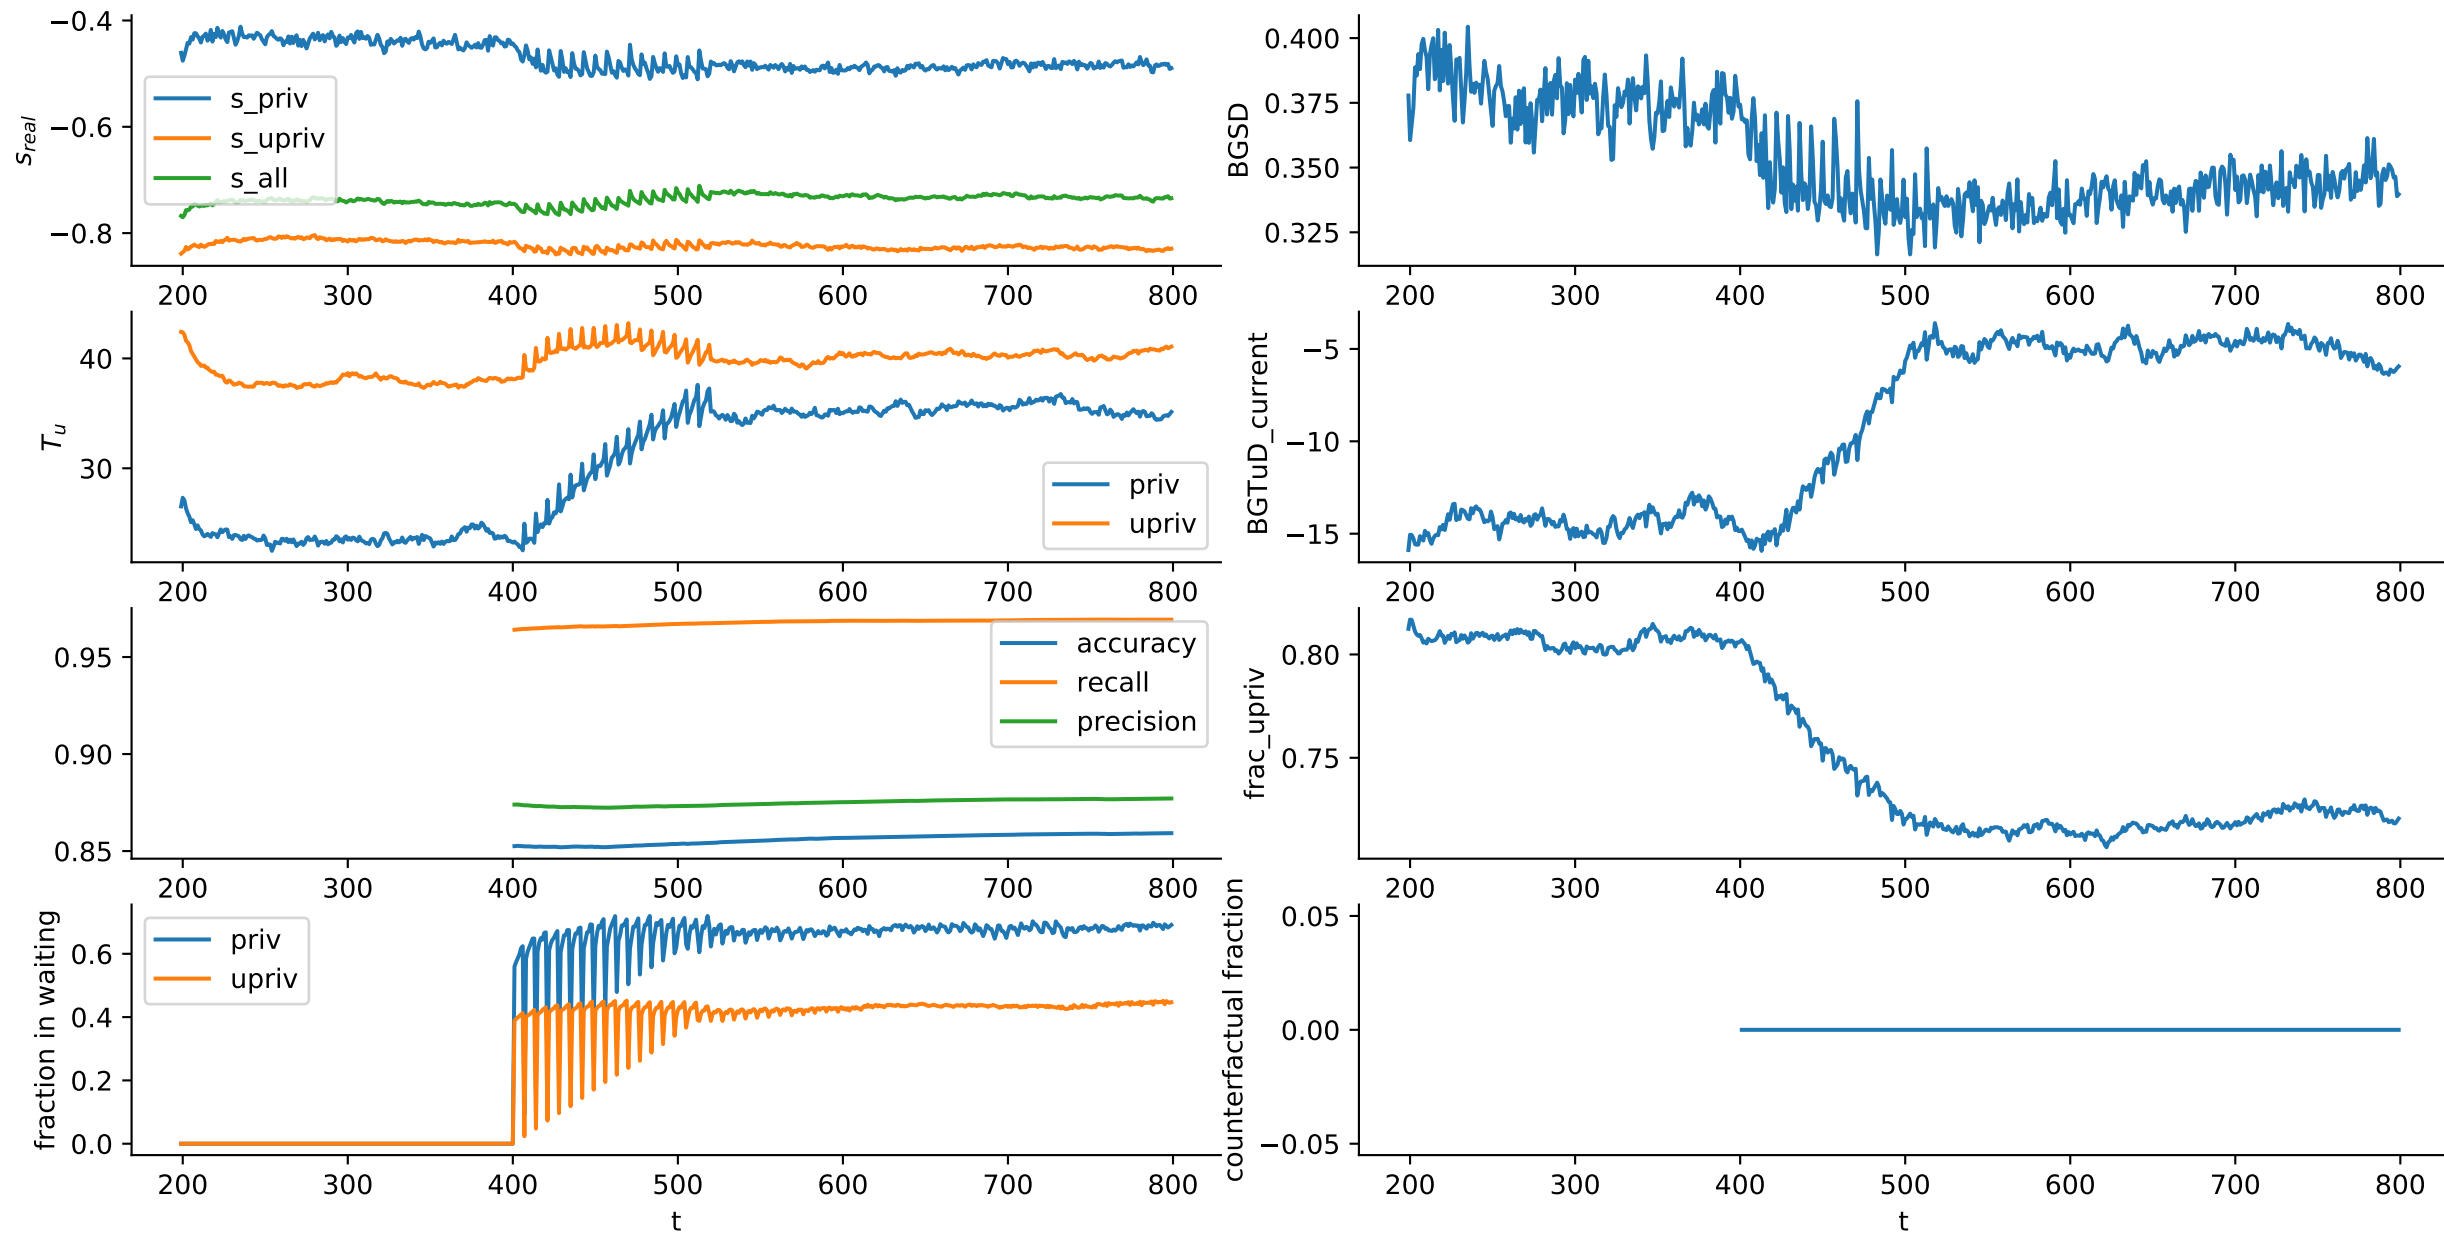 −0.4
−0.6
−0.8
s_real
s_priv
s_upriv
s_all
200 300 400 500 600 700 800
0.400
0.375
0.350
0.325
BGSD
200 300 400 500 600 700 800
40
30
T_u
priv
upriv
200 300 400 500 600 700 800
−5
−10
−15
BGTuD_current
200 300 400 500 600 700 800
0.95
0.90
0.85
accuracy
recall
precision
200 300 400 500 600 700 800
0.80
0.75
frac_upriv
200 300 400 500 600 700 800
0.6
0.4
0.2
0.0
fraction in waiting
priv
upriv
200 300 400 500 600 700 800
t
0.05
0.00
−0.05
counterfactual fraction
200 300 400 500 600 700 800
t